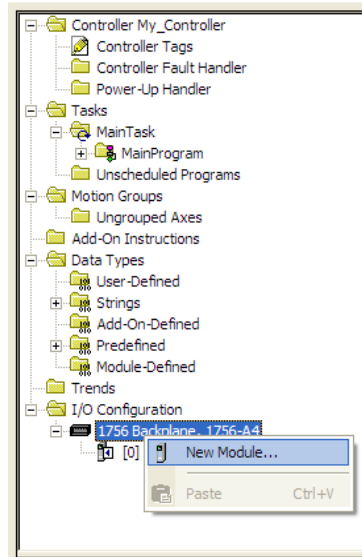 Controller My_Controller
Controller Tags
Controller Fault Handler
Power-Up Handler
Tasks
MainTask
MainProgram
Unscheduled Programs
Motion Groups
Ungrouped Axes
Add-On Instructions
Data Types
User-Defined
Strings
Add-On-Defined
Predefined
Module-Defined
Trends
I/O Configuration
1756 Backplane, 1756-A4
[0]
New Module...
Paste Ctrl+V